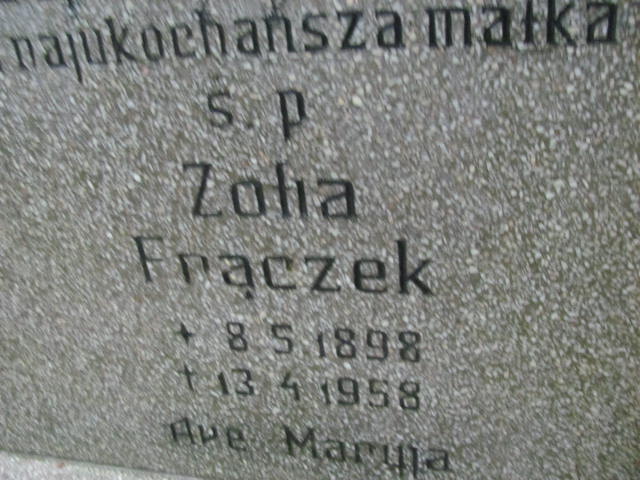 najukochańsza matka
ś. p
Zofia
Frączek
* 8 5 1898
† 13 4 1958
Ave Maryja